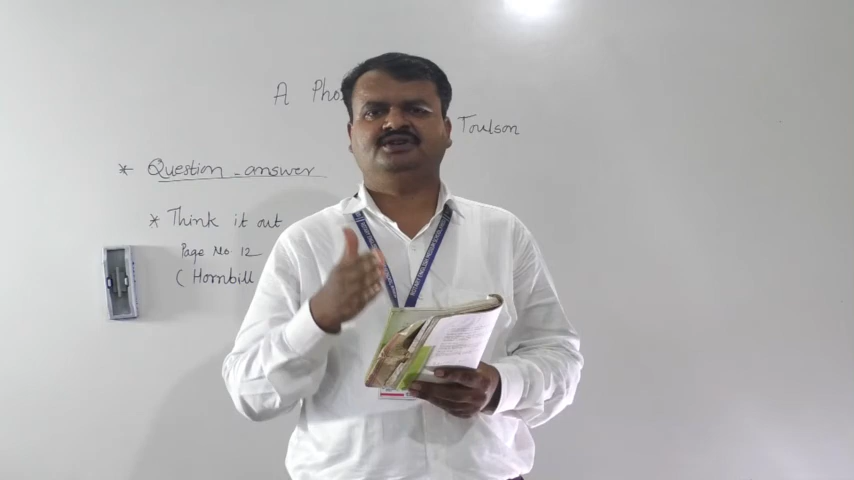 A Pho
Toulson
* Question-answer
* Think it out
Page No. 12
(Hornbill